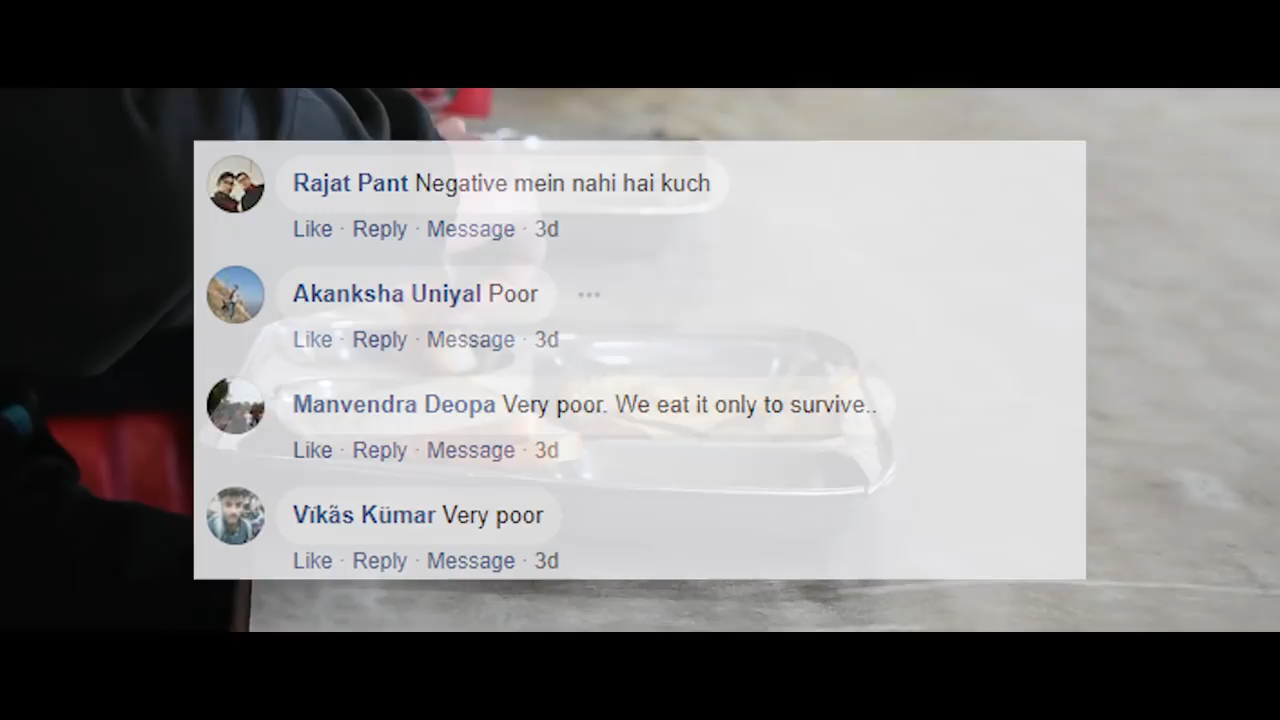 Rajat Pant Negative mein nahi hai kuch
Like · Reply · Message · 3d
Akanksha Uniyal Poor ...
Like · Reply · Message · 3d
Manvendra Deopa Very poor. We eat it only to survive..
Like · Reply · Message · 3d
Vïkãs Kümar Very poor
Like · Reply · Message · 3d